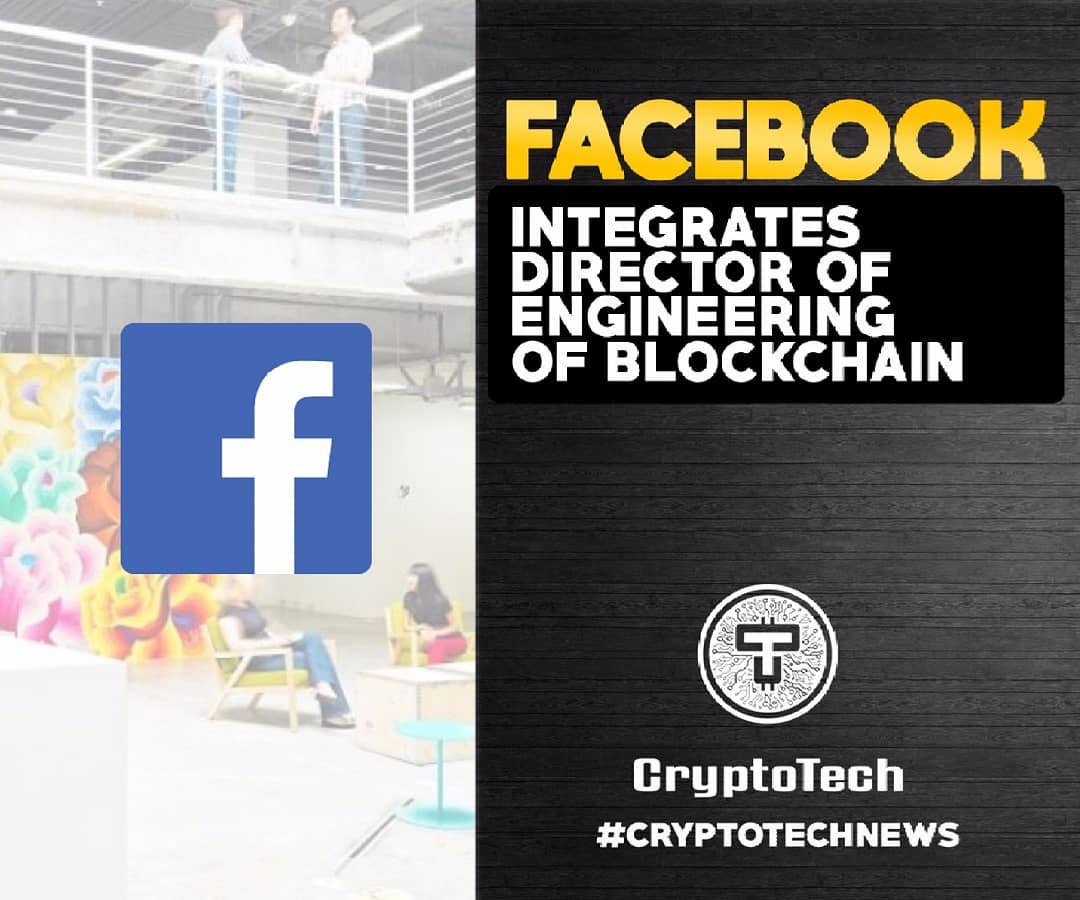 FACEBOOK
INTEGRATES
DIRECTOR OF
ENGINEERING
OF BLOCKCHAIN
f
T
CryptoTech
#CRYPTOTECHNEWS